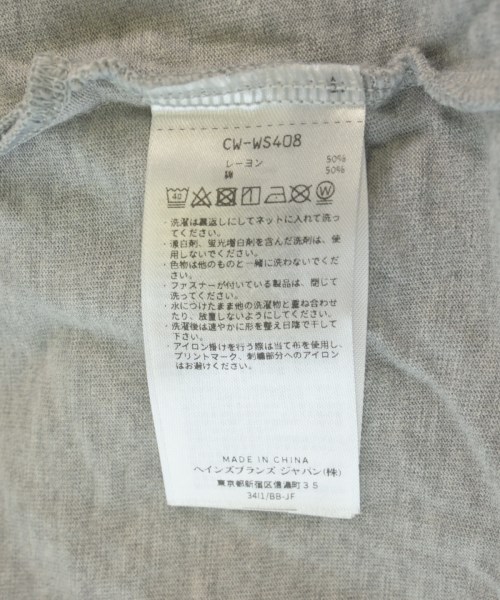 CW-WS408
レーヨン 50%
綿 50%
40
W
・洗濯は裏返しにしてネットに入れて洗っ
てください。
・漂白剤、蛍光増白剤を含んだ洗剤は、使
用しないでください。
・色物は他のものと一緒に洗わないでくだ
さい。
・ファスナーが付いている製品は、閉じて
洗ってください。
・水につけたまま他の洗濯物と重ね合わせ
たり、放置しないようにしてください。
・洗濯後は速やかに形を整え日陰で干して
下さい。
・アイロン掛けを行う際は当て布を使用し、
プリントマーク、刺繍部分へのアイロン
はお避けください。
MADE IN CHINA
ヘインズブランズ ジャパン(株)
東京都新宿区信濃町35
3411/BB-JF